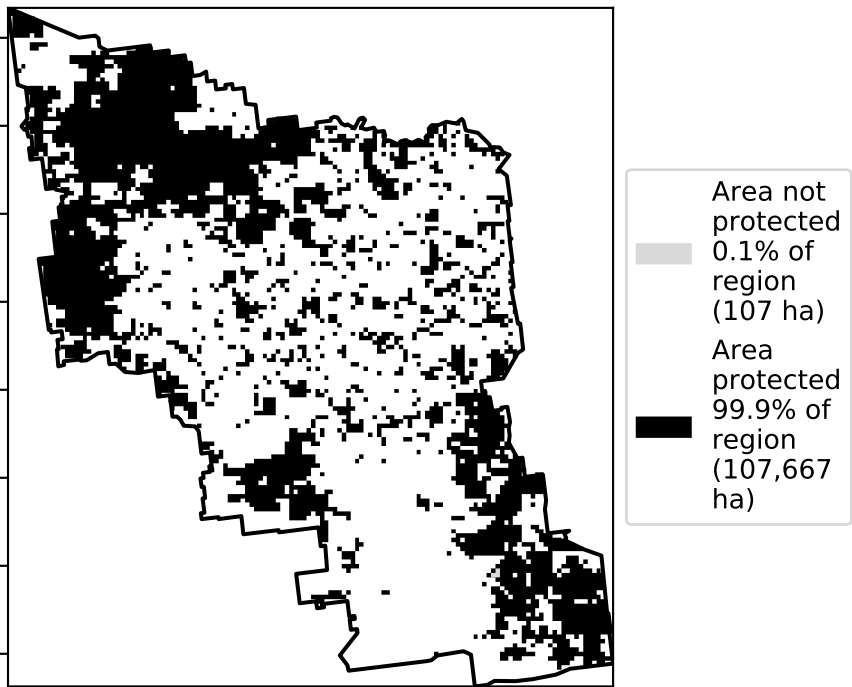 Area not
protected
0.1% of
region
(107 ha)
Area
protected
99.9% of
region
(107,667
ha)